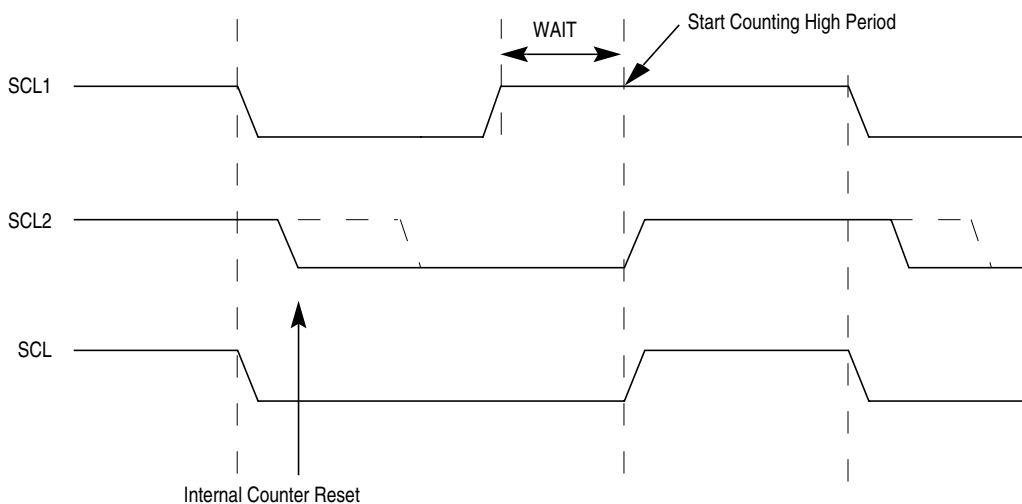 WAIT
Start Counting High Period
SCL1
SCL2
SCL
Internal Counter Reset